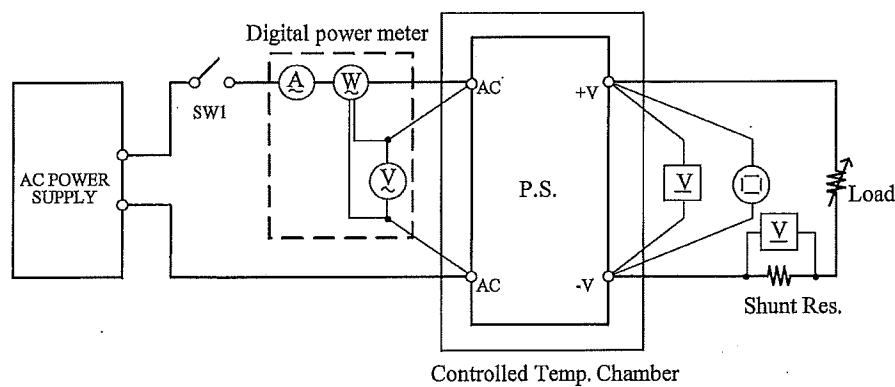 Digital power meter
A
W
AC
+V
SW1
AC POWER
SUPPLY
V
P.S.
V
Load
V
AC
-V
Shunt Res.
Controlled Temp. Chamber